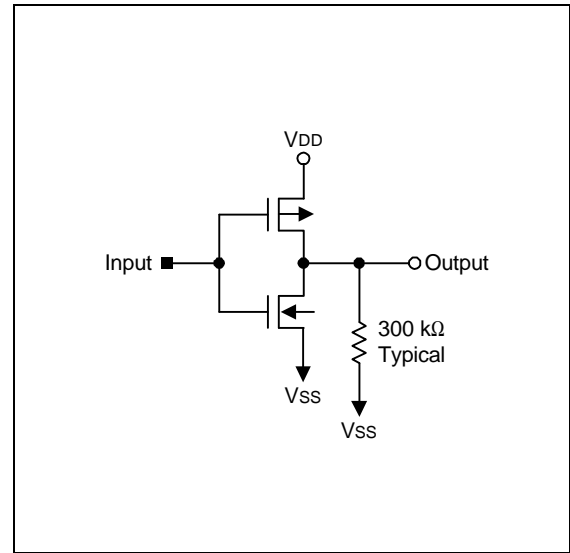 VDD
Input
Output
300 kΩ
Typical
VSS
VSS